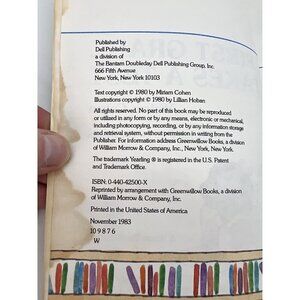 Published by
Dell Publishing
a division of
The Bantam Doubleday Dell Publishing Group, Inc.
666 Fifth Avenue
New York, New York 10103
Text copyright © 1980 by Miriam Cohen
Illustrations copyright © 1980 by Lillian Hoban
All rights reserved. No part of this book may be reproduced
or utilized in any form or by any means, electronic or mechanical,
including photocopying, recording, or by any information storage
and retrieval system, without permission in writing from the
Publisher. For information address Greenwillow Books, a division
of William Morrow & Company, Inc., New York, New York.
The trademark Yearling ® is registered in the U.S. Patent
and Trademark Office.
ISBN: 0-440-42500-X
Reprinted by arrangement with Greenwillow Books, a division
of William Morrow & Company, Inc.
Printed in the United States of America
November 1983
10 9 8 7 6
W